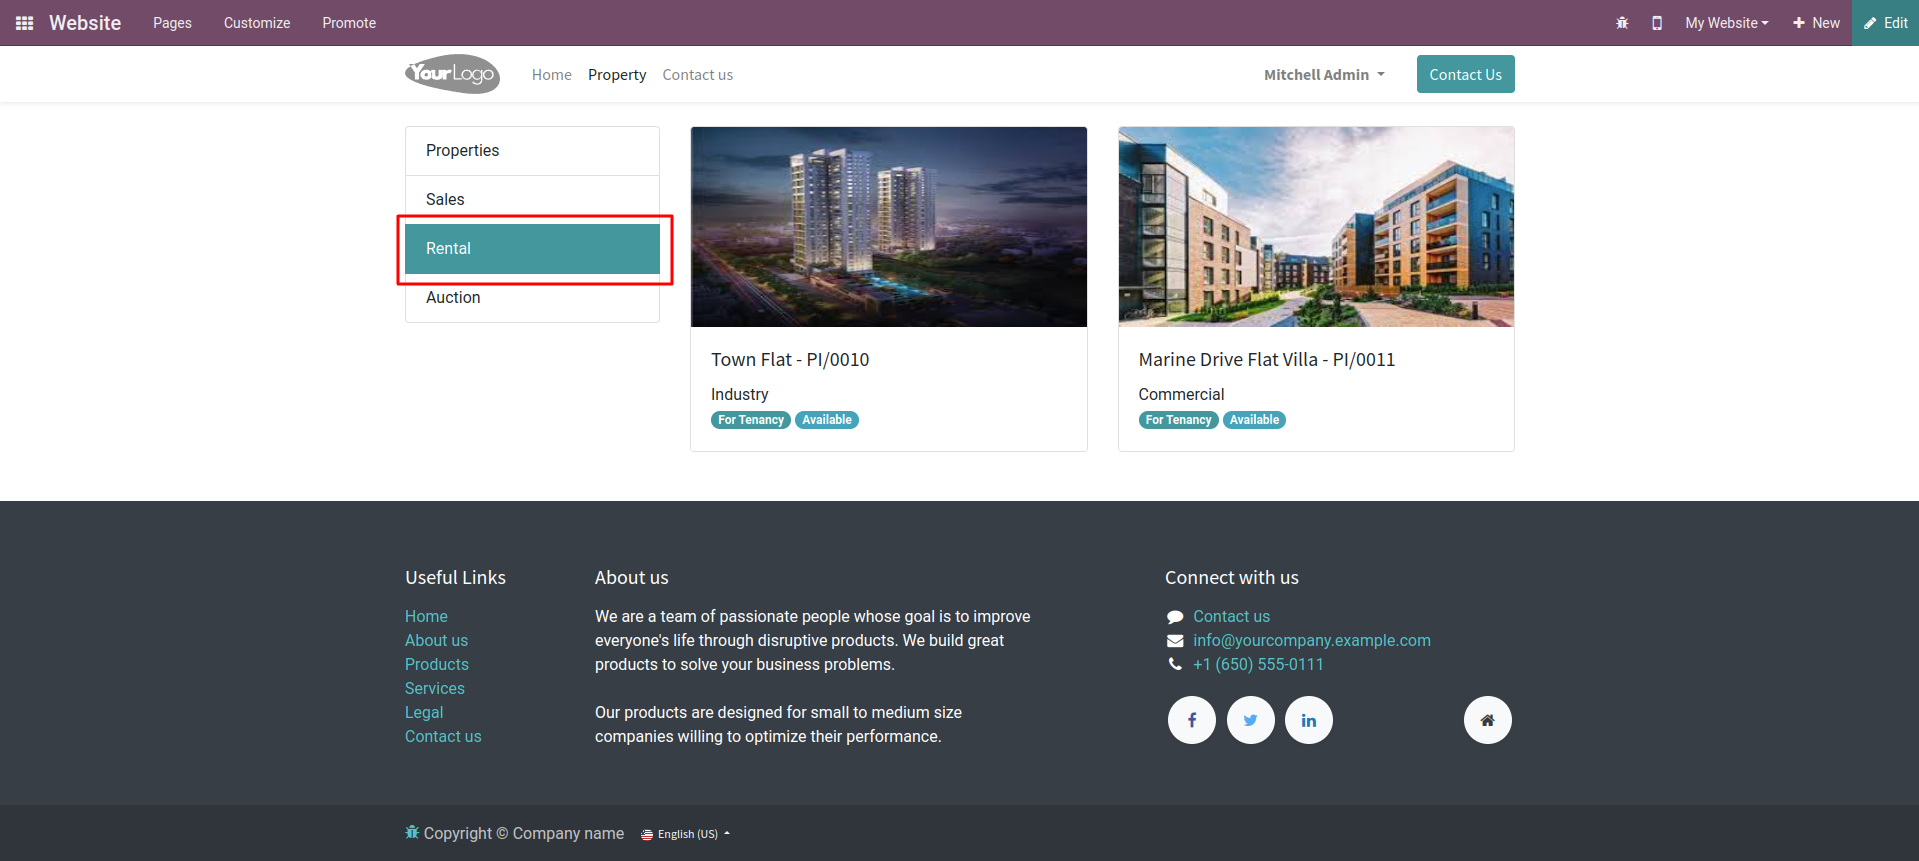 Website Pages Customize Promote My Website New Edit
YourLogo Home Property Contact us Mitchell Admin Contact Us
Properties
Sales
Rental
Auction
Town Flat - PI/0010
Industry
For Tenancy Available
Marine Drive Flat Villa - PI/0011
Commercial
For Tenancy Available
Useful Links
Home
About us
Products
Services
Legal
Contact us
About us
We are a team of passionate people whose goal is to improve
everyone's life through disruptive products. We build great
products to solve your business problems.
Our products are designed for small to medium size
companies willing to optimize their performance.
Connect with us
Contact us
info@yourcompany.example.com
+1 (650) 555-0111
Copyright © Company name English (US)